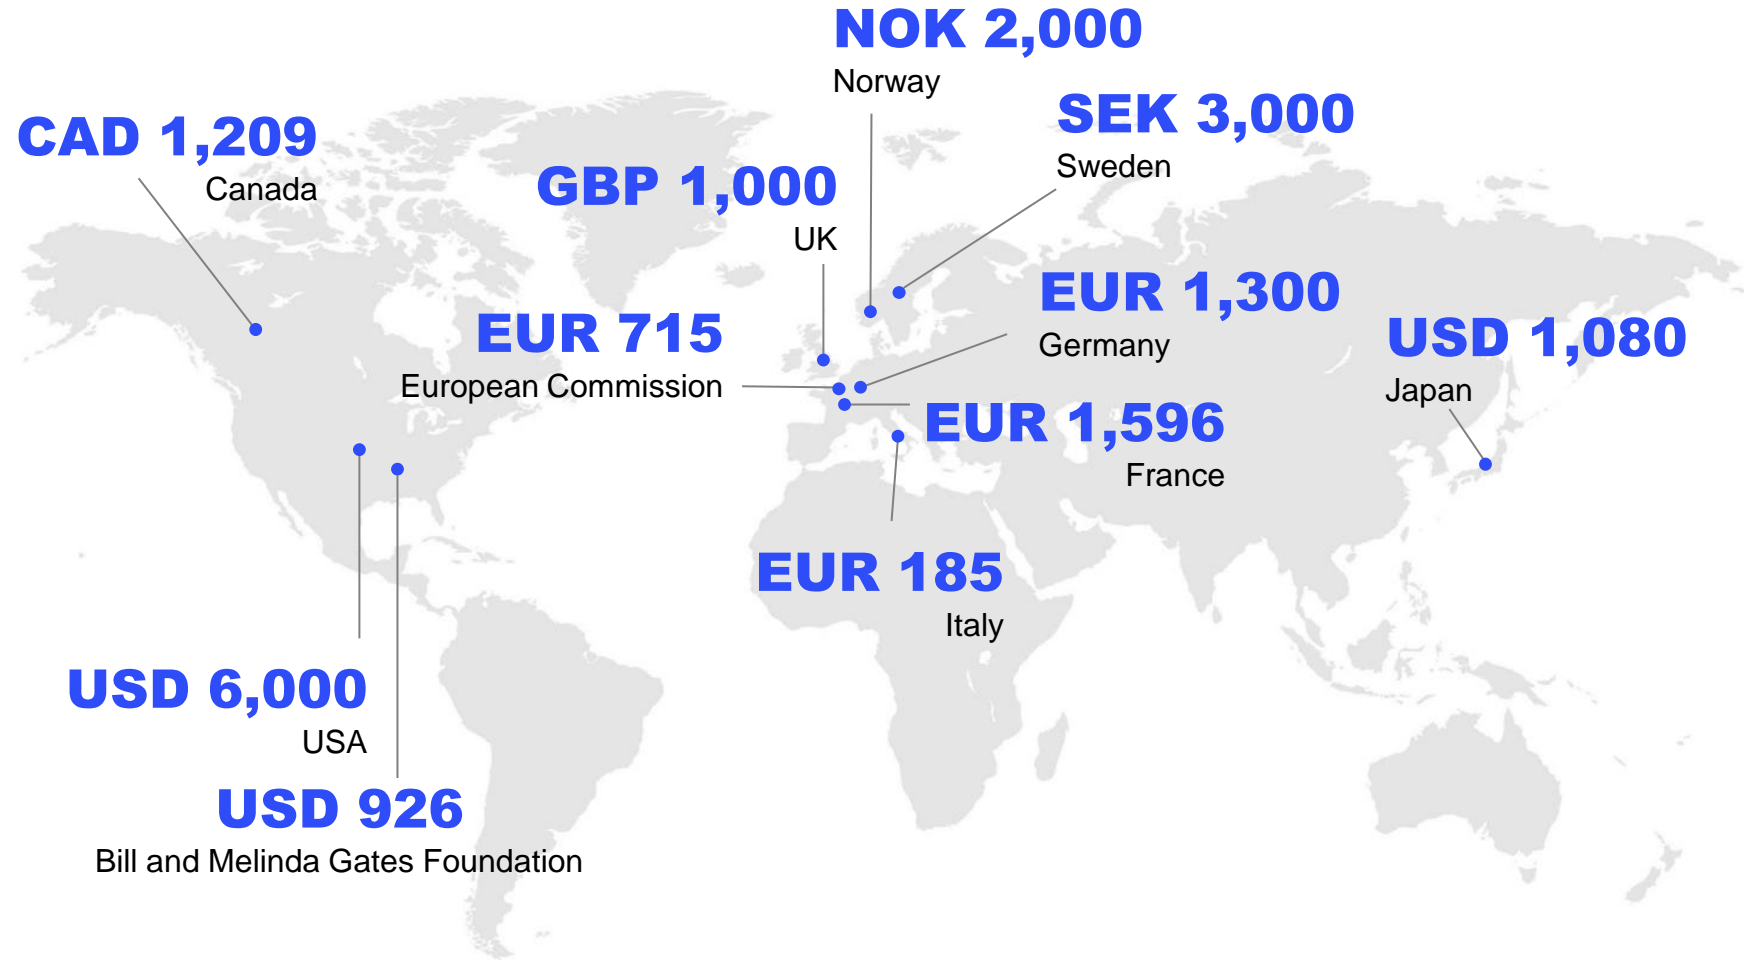 NOK 2,000
Norway
SEK 3,000
Sweden
CAD 1,209
Canada
GBP 1,000
UK
EUR 1,300
Germany
EUR 715
European Commission
USD 1,080
Japan
EUR 1,596
France
EUR 185
Italy
USD 6,000
USA
USD 926
Bill and Melinda Gates Foundation